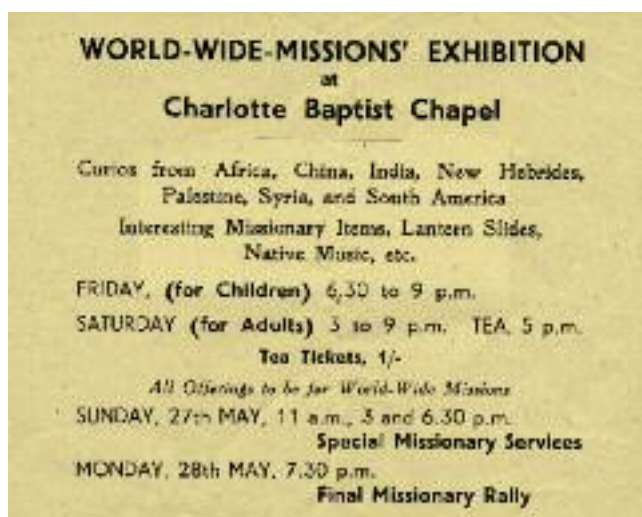 WORLD-WIDE-MISSIONS' EXHIBITION
at
Charlotte Baptist Chapel
Curios from Africa, China, India, New Hebrides,
Palestine, Syria, and South America
Interesting Missionary Items, Lantern Slides,
Native Music, etc.
FRIDAY, (for Children) 6.30 to 9 p.m.
SATURDAY (for Adults) 3 to 9 p.m. TEA, 5 p.m.
Tea Tickets, 1/-
All Offerings to be for World-Wide Missions
SUNDAY, 27th MAY, 11 a.m., 3 and 6.30 p.m.
Special Missionary Services
MONDAY, 28th MAY, 7.30 p.m.
Final Missionary Rally